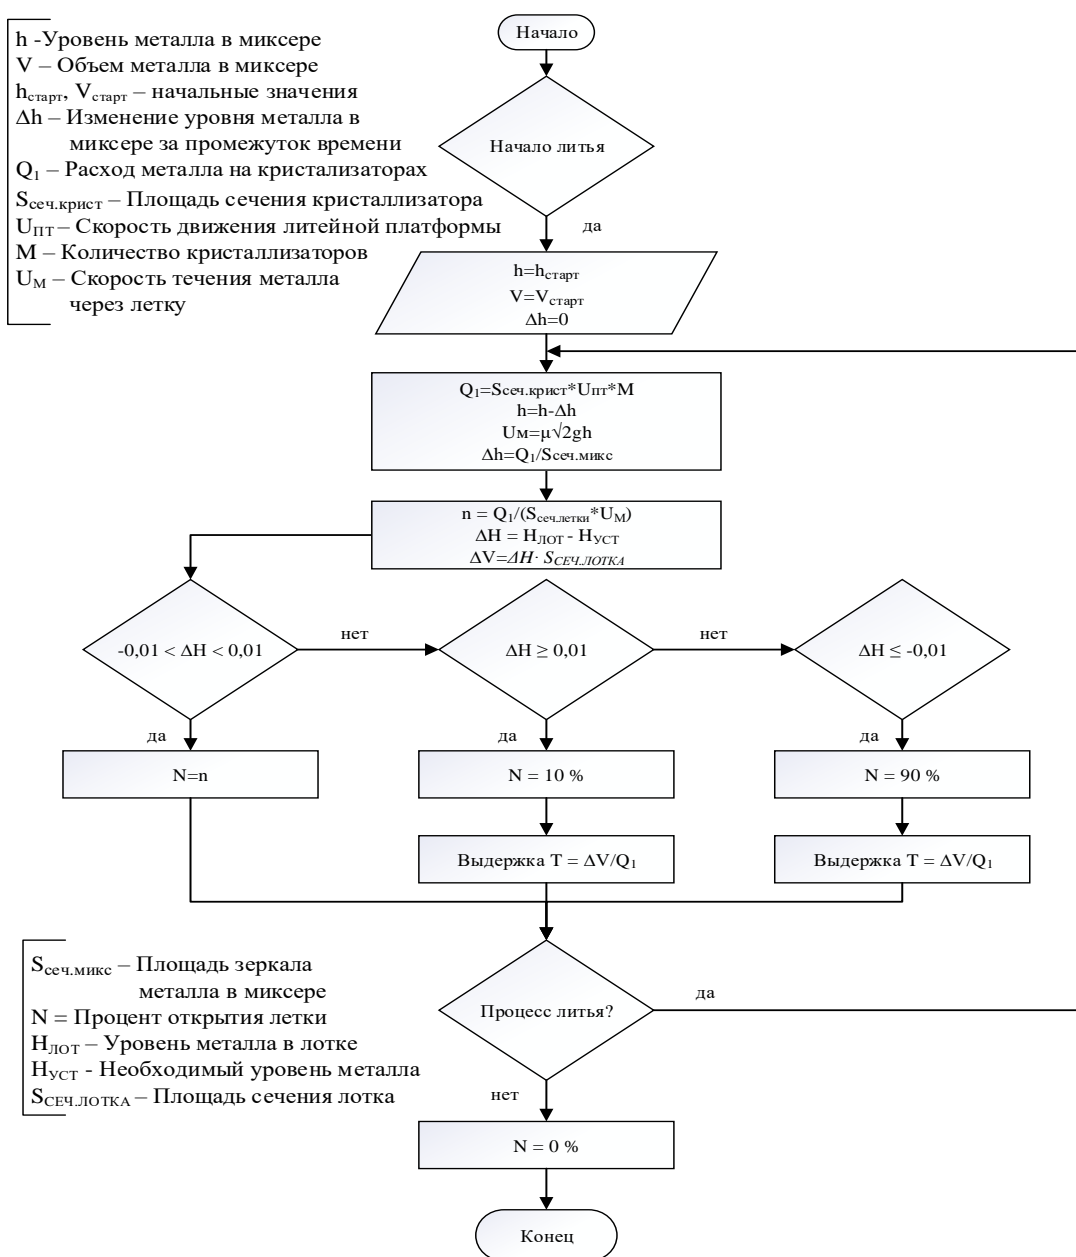 h -Уровень металла в миксере
V – Объем металла в миксере
hстарт, Vстарт – начальные значения
Δh – Изменение уровня металла в
миксере за промежуток времени
Q₁ – Расход металла на кристализаторах
Sсеч.крист – Площадь сечения кристаллизатора
UПТ – Скорость движения литейной платформы
M – Количество кристаллизаторов
UМ – Скорость течения металла
через летку
Начало
Начало литья
да
h=hстарт
V=Vстарт
Δh=0
Q₁=Sсеч.крист*Uпт*M
h=h-Δh
Uм=μ√2gh
Δh=Q₁/Sсеч.микс
n = Q₁/(Sсеч.летки*UМ)
ΔH = HЛОТ - HУСТ
ΔV=ΔH· SСЕЧ.ЛОТКА
-0,01 < ΔH < 0,01
нет
ΔH ≥ 0,01
нет
ΔH ≤ -0,01
да
да
да
N=n
N = 10 %
N = 90 %
Выдержка T = ΔV/Q₁
Выдержка T = ΔV/Q₁
Sсеч.микс – Площадь зеркала
металла в миксере
N = Процент открытия летки
HЛОТ – Уровень металла в лотке
HУСТ - Необходимый уровень металла
SСЕЧ.ЛОТКА – Площадь сечения лотка
Процесс литья?
да
нет
N = 0 %
Конец